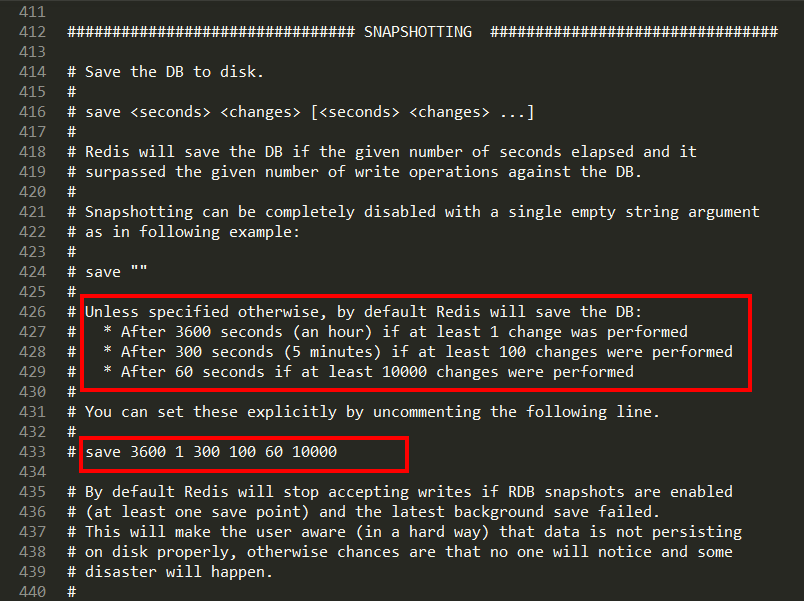 411
412 ################################ SNAPSHOTTING  ################################
413
414 # Save the DB to disk.
415 #
416 # save <seconds> <changes> [<seconds> <changes> ...]
417 #
418 # Redis will save the DB if the given number of seconds elapsed and it
419 # surpassed the given number of write operations against the DB.
420 #
421 # Snapshotting can be completely disabled with a single empty string argument
422 # as in following example:
423 #
424 # save ""
425 #
426 # Unless specified otherwise, by default Redis will save the DB:
427 #   * After 3600 seconds (an hour) if at least 1 change was performed
428 #   * After 300 seconds (5 minutes) if at least 100 changes were performed
429 #   * After 60 seconds if at least 10000 changes were performed
430 #
431 # You can set these explicitly by uncommenting the following line.
432 #
433 # save 3600 1 300 100 60 10000
434
435 # By default Redis will stop accepting writes if RDB snapshots are enabled
436 # (at least one save point) and the latest background save failed.
437 # This will make the user aware (in a hard way) that data is not persisting
438 # on disk properly, otherwise chances are that no one will notice and some
439 # disaster will happen.
440 #